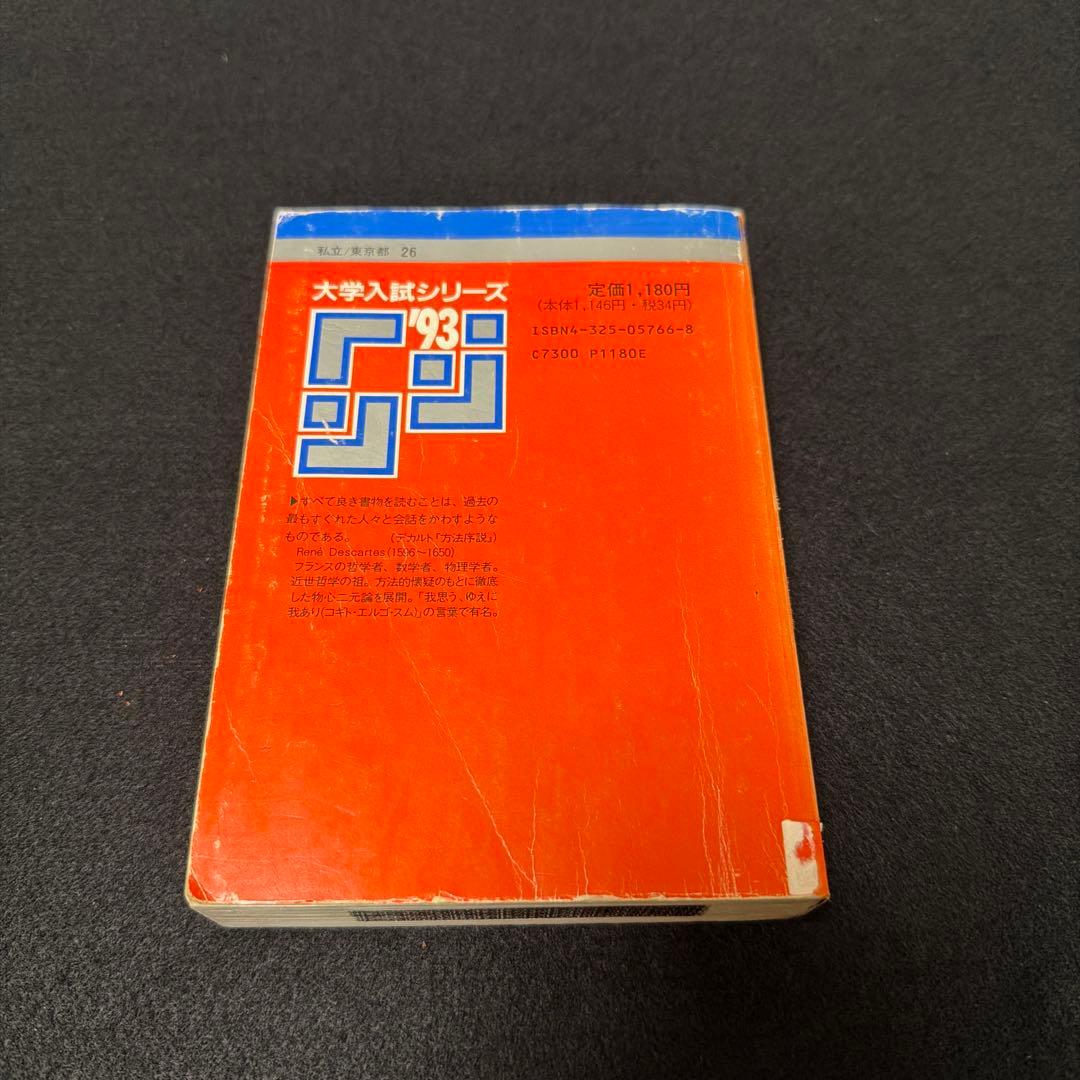 私立/東京都 26
大学入試シリーズ
'93
定価1,180円
(本体1,146円・税34円)
ISBN4-325-05766-8
C7300 P1180E
▶すべて良き書物を読むことは、過去の
最もすぐれた人々と会話をかわすような
ものである。 (デカルト「方法序説」)
René Descartes(1596～1650)
フランスの哲学者、数学者、物理学者。
近世哲学の祖。方法的懐疑のもとに徹底
した物心二元論を展開。「我思う、ゆえに
我あり(コギト・エルゴ・スム)」の言葉で有名。